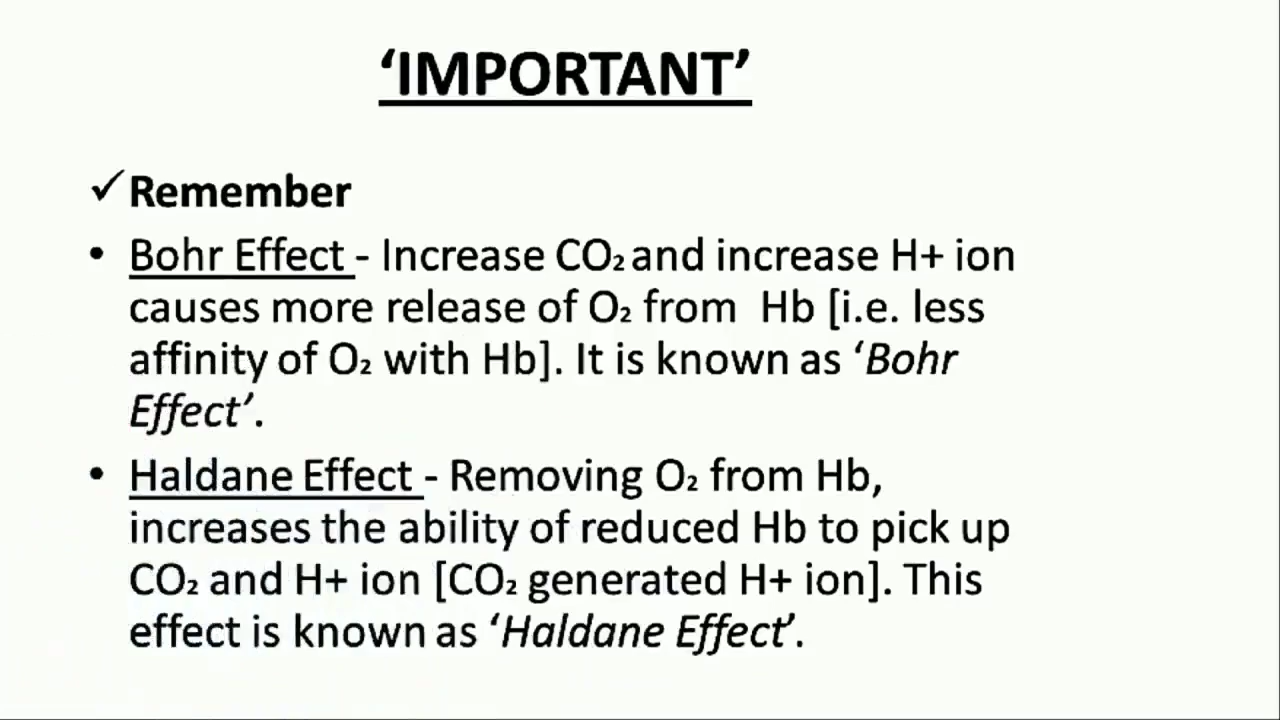 ‘IMPORTANT’
✓Remember
• Bohr Effect - Increase CO₂ and increase H+ ion
causes more release of O₂ from Hb [i.e. less
affinity of O₂ with Hb]. It is known as ‘Bohr
Effect’.
• Haldane Effect - Removing O₂ from Hb,
increases the ability of reduced Hb to pick up
CO₂ and H+ ion [CO₂ generated H+ ion]. This
effect is known as ‘Haldane Effect’.